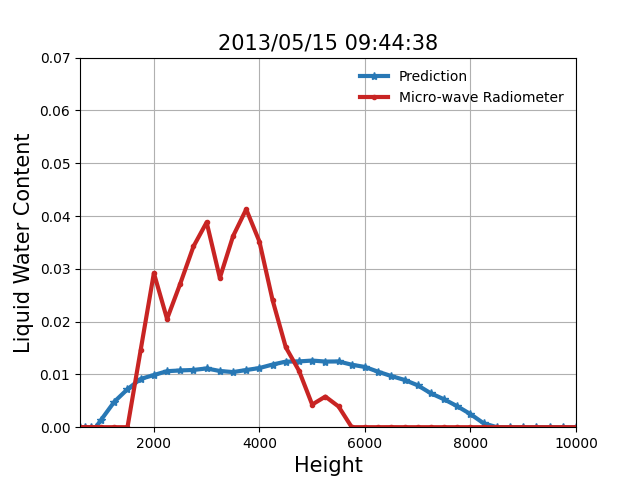 2013/05/15 09:44:38
0.07
0.06
0.05
0.04
0.03
0.02
0.01
0.00
Liquid Water Content
Prediction
Micro-wave Radiometer
2000 4000 6000 8000 10000
Height